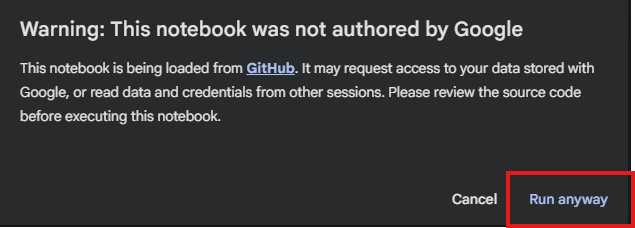 Warning: This notebook was not authored by Google
This notebook is being loaded from GitHub. It may request access to your data stored with
Google, or read data and credentials from other sessions. Please review the source code
before executing this notebook.
Cancel Run anyway